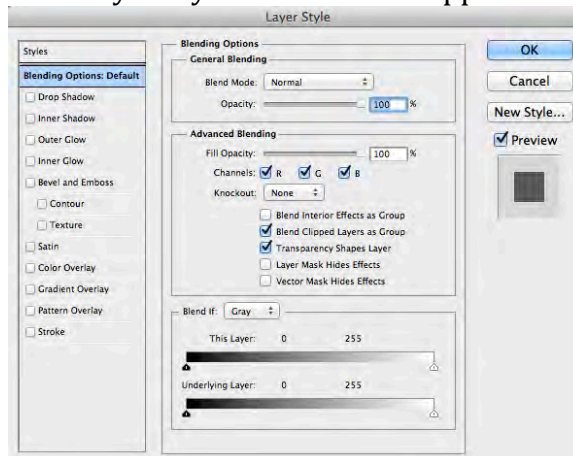 Layer Style
Styles
Blending Options: Default
Drop Shadow
Inner Shadow
Outer Glow
Inner Glow
Bevel and Emboss
Contour
Texture
Satin
Color Overlay
Gradient Overlay
Pattern Overlay
Stroke
Blending Options
General Blending
Blend Mode: Normal
Opacity: 100 %
Advanced Blending
Fill Opacity: 100 %
Channels: R G B
Knockout: None
Blend Interior Effects as Group
Blend Clipped Layers as Group
Transparency Shapes Layer
Layer Mask Hides Effects
Vector Mask Hides Effects
Blend If: Gray
This Layer: 0 255
Underlying Layer: 0 255
OK
Cancel
New Style...
Preview